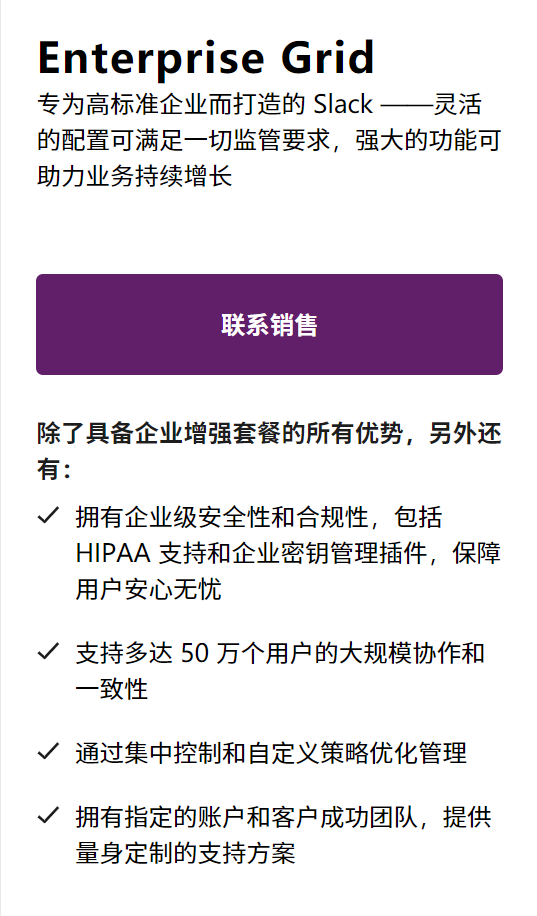 Enterprise Grid
专为高标准企业而打造的 Slack ——灵活
的配置可满足一切监管要求，强大的功能可
助力业务持续增长
联系销售
除了具备企业增强套餐的所有优势，另外还
有：
拥有企业级安全性和合规性，包括
HIPAA 支持和企业密钥管理插件，保障
用户安心无忧
支持多达 50 万个用户的大规模协作和
一致性
通过集中控制和自定义策略优化管理
拥有指定的账户和客户成功团队，提供
量身定制的支持方案